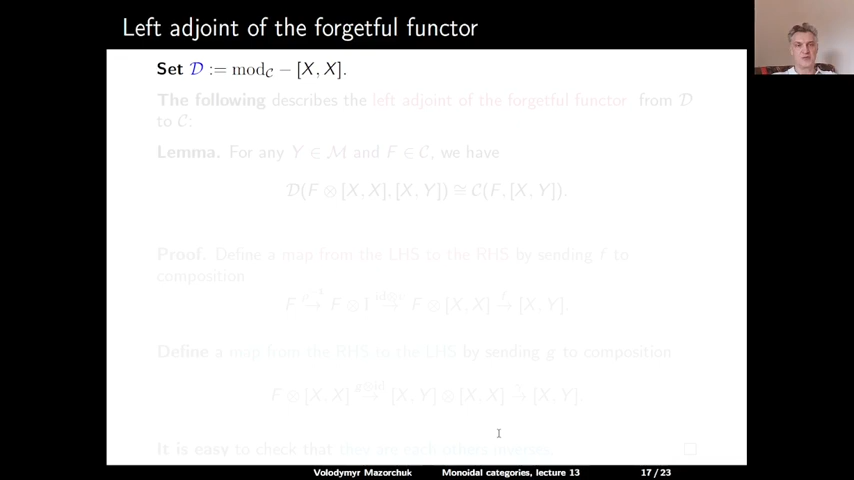 Left adjoint of the forgetful functor
Set 𝒟 := mod_𝒞 − [X, X].
The following describes the left adjoint of the forgetful functor from 𝒟
to 𝒞:
Lemma. For any Y ∈ ℳ and F ∈ 𝒞, we have
𝒟(F ⊗ [X, X], [X, Y]) ≅ 𝒞(F, [X, Y]).
Proof. Define a map from the LHS to the RHS by sending f to
composition
F → F ⊗ 𝟙 → F ⊗ [X, X] → [X, Y].
Define a map from the RHS to the LHS by sending g to composition
F ⊗ [X, X] → [X, Y] ⊗ [X, X] → [X, Y].
It is easy to check that they are each others inverses. □
Volodymyr Mazorchuk Monoidal categories, lecture 13 17 / 23